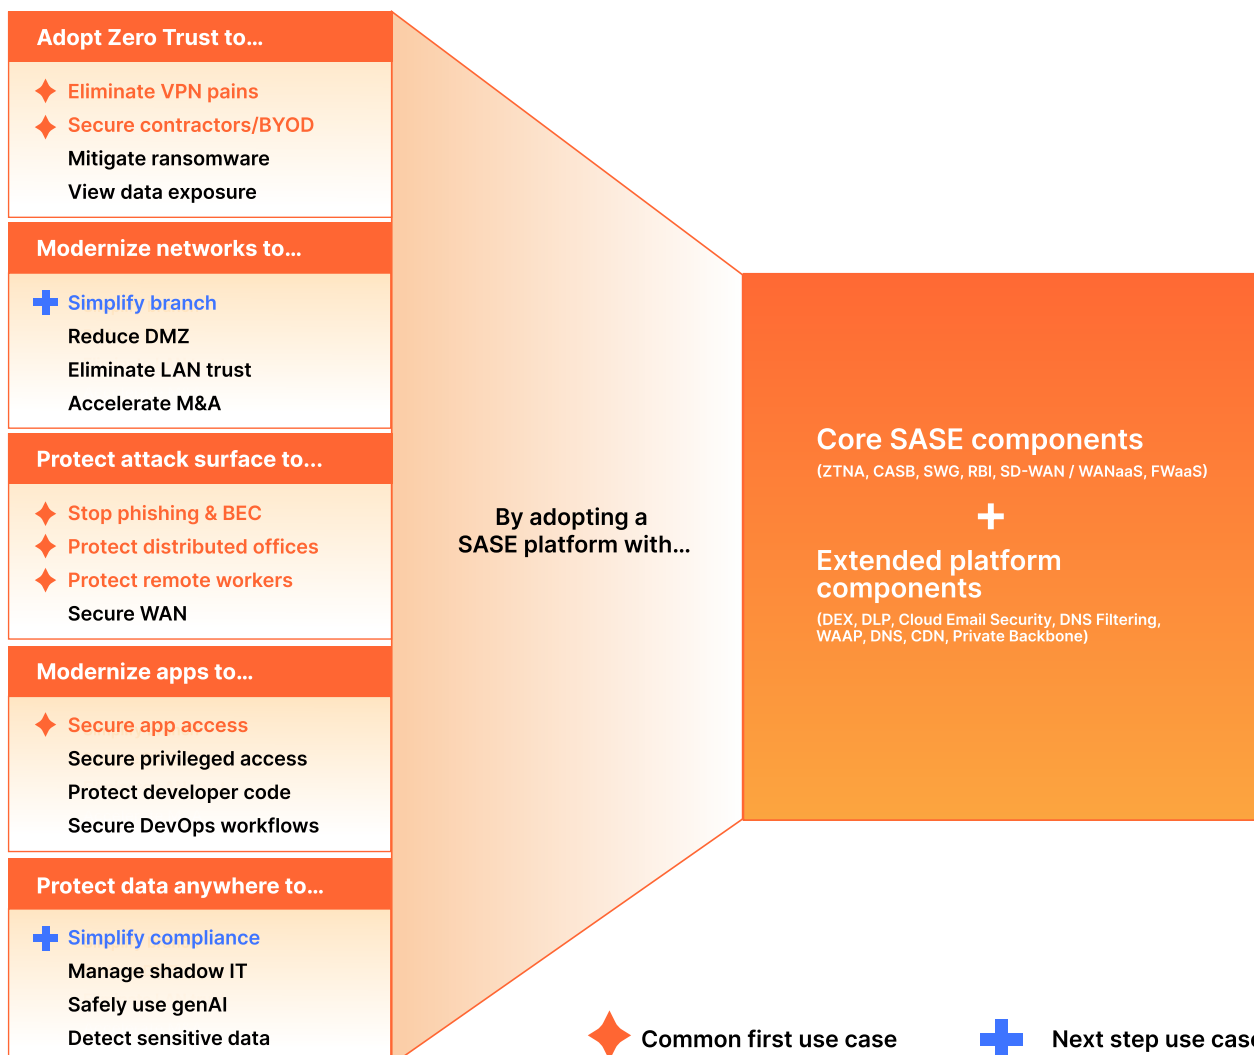 Adopt Zero Trust to...
Eliminate VPN pains
Secure contractors/BYOD
Mitigate ransomware
View data exposure
Modernize networks to...
Simplify branch
Reduce DMZ
Eliminate LAN trust
Accelerate M&A
Protect attack surface to...
Stop phishing & BEC
Protect distributed offices
Protect remote workers
Secure WAN
Modernize apps to...
Secure app access
Secure privileged access
Protect developer code
Secure DevOps workflows
Protect data anywhere to...
Simplify compliance
Manage shadow IT
Safely use genAI
Detect sensitive data
By adopting a
SASE platform with...
Core SASE components
(ZTNA, CASB, SWG, RBI, SD-WAN / WANaaS, FWaaS)
+
Extended platform
components
(DEX, DLP, Cloud Email Security, DNS Filtering,
WAAP, DNS, CDN, Private Backbone)
Common first use case
Next step use case